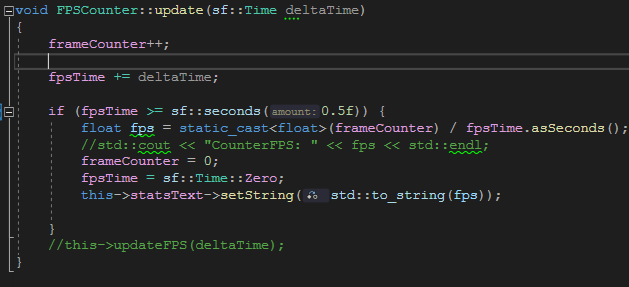 void FPSCounter::update(sf::Time deltaTime)
{
frameCounter++;
fpsTime += deltaTime;
if (fpsTime >= sf::seconds(amount:0.5f)) {
float fps = static_cast<float>(frameCounter) / fpsTime.asSeconds();
//std::cout << "CounterFPS: " << fps << std::endl;
frameCounter = 0;
fpsTime = sf::Time::Zero;
this->statsText->setString(std::to_string(fps));
}
//this->updateFPS(deltaTime);
}